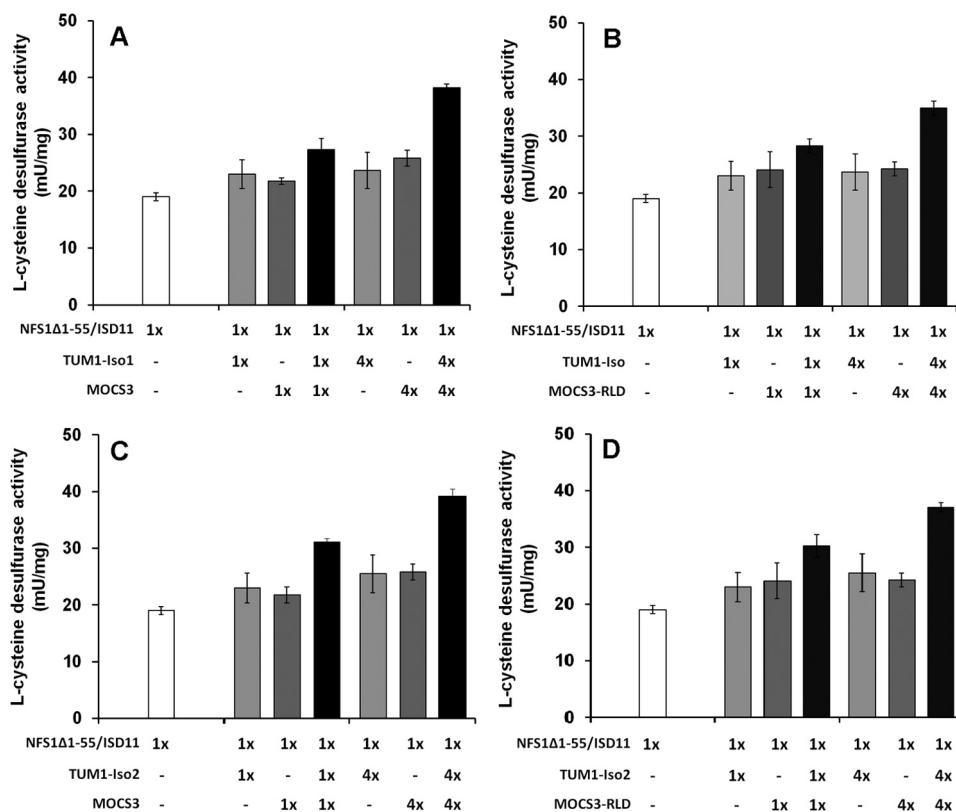 A
L-cysteine desulfurase activity
(mU/mg)
50
40
30
20
10
0
NFS1Δ1-55/ISD11 1x 1x 1x 1x 1x 1x 1x
TUM1-Iso1 - 1x - 1x 4x - 4x
MOCS3 - - 1x 1x - 4x 4x
B
L-cysteine desulfurase activity
(mU/mg)
50
40
30
20
10
0
NFS1Δ1-55/ISD11 1x 1x 1x 1x 1x 1x 1x
TUM1-Iso - 1x - 1x 4x - 4x
MOCS3-RLD - - 1x 1x - 4x 4x
C
L-cysteine desulfurase activity
(mU/mg)
50
40
30
20
10
0
NFS1Δ1-55/ISD11 1x 1x 1x 1x 1x 1x 1x
TUM1-Iso2 - 1x - 1x 4x - 4x
MOCS3 - - 1x 1x - 4x 4x
D
L-cysteine desulfurase activity
(mU/mg)
50
40
30
20
10
0
NFS1Δ1-55/ISD11 1x 1x 1x 1x 1x 1x 1x
TUM1-Iso2 - 1x - 1x 4x - 4x
MOCS3-RLD - - 1x 1x - 4x 4x